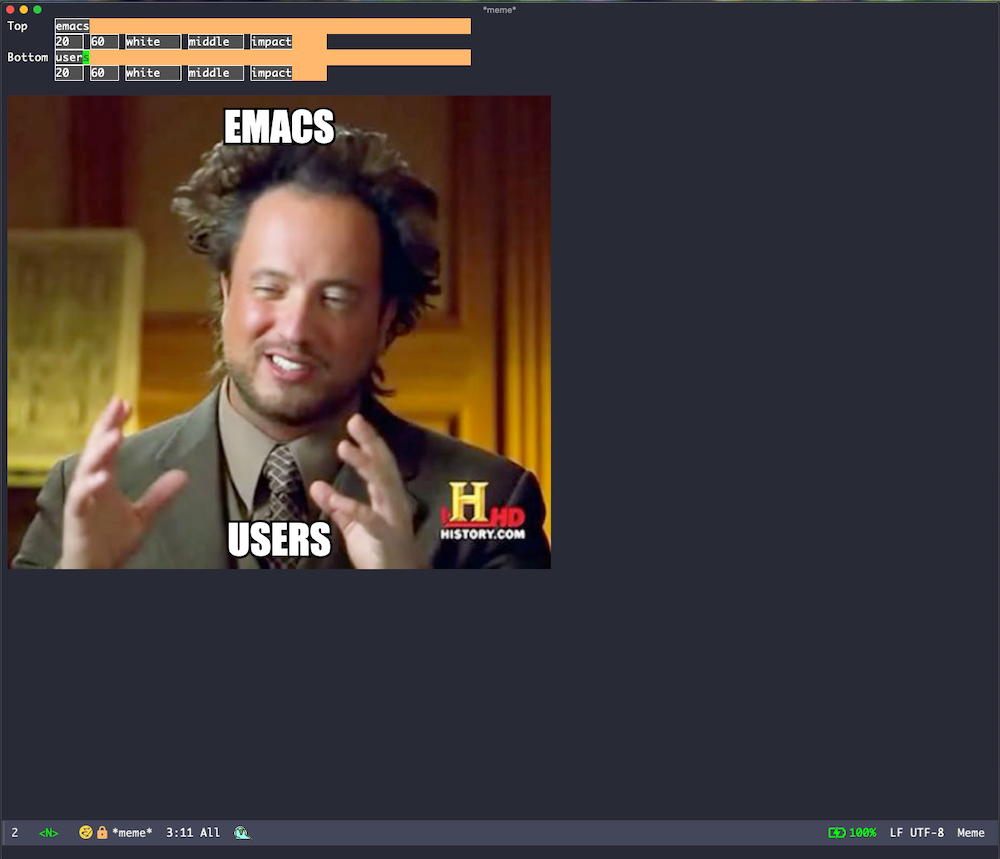 *meme*
Top emacs
20 60 white middle impact
Bottom users
20 60 white middle impact
EMACS
USERS
H HD
HISTORY.COM
2 <N> *meme* 3:11 All 100% LF UTF-8 Meme